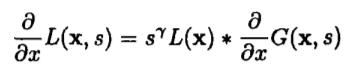 ∂/∂x L(𝐱, s) = s^γ L(𝐱) ∗ ∂/∂x G(𝐱, s)